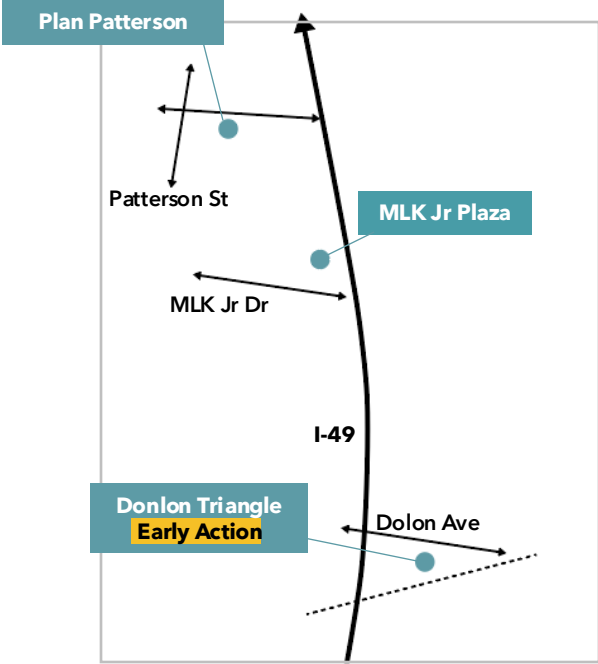 Plan Patterson
Patterson St
MLK Jr Plaza
MLK Jr Dr
I-49
Donlon Triangle
Early Action
Dolon Ave